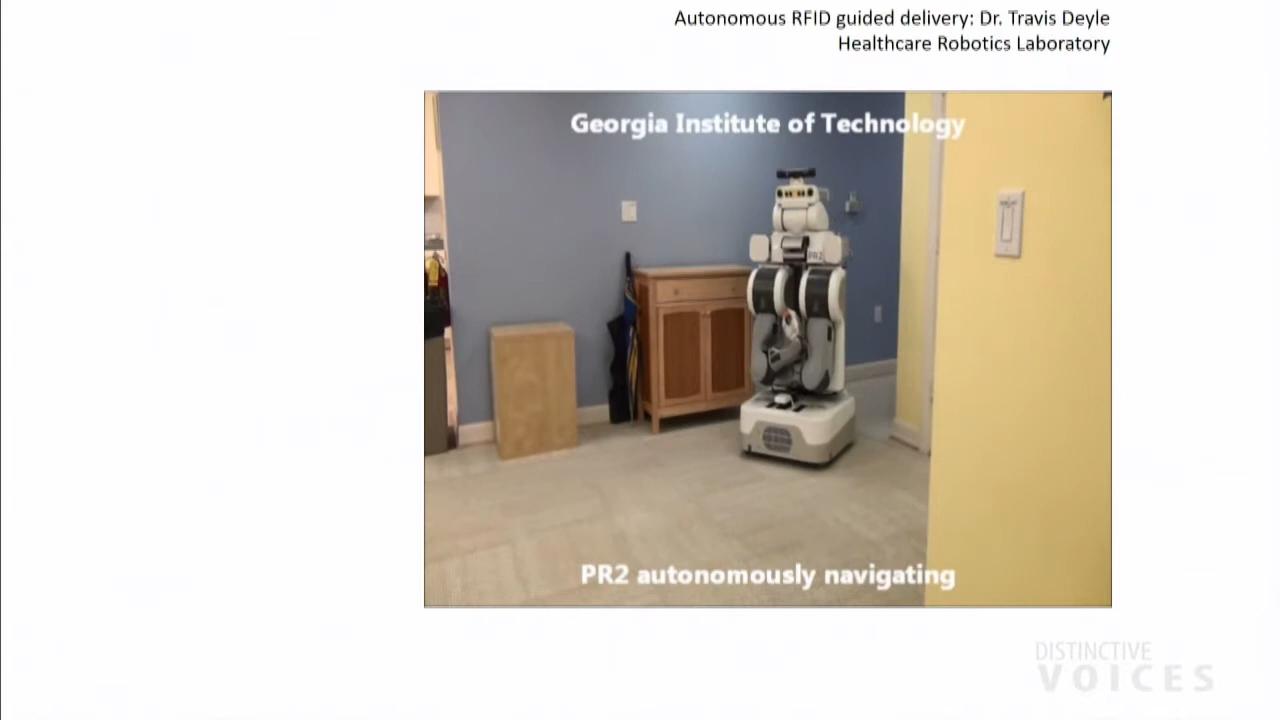 Autonomous RFID guided delivery: Dr. Travis Deyle
Healthcare Robotics Laboratory
Georgia Institute of Technology
PR2
PR2 autonomously navigating
DISTINCTIVE
VOICES